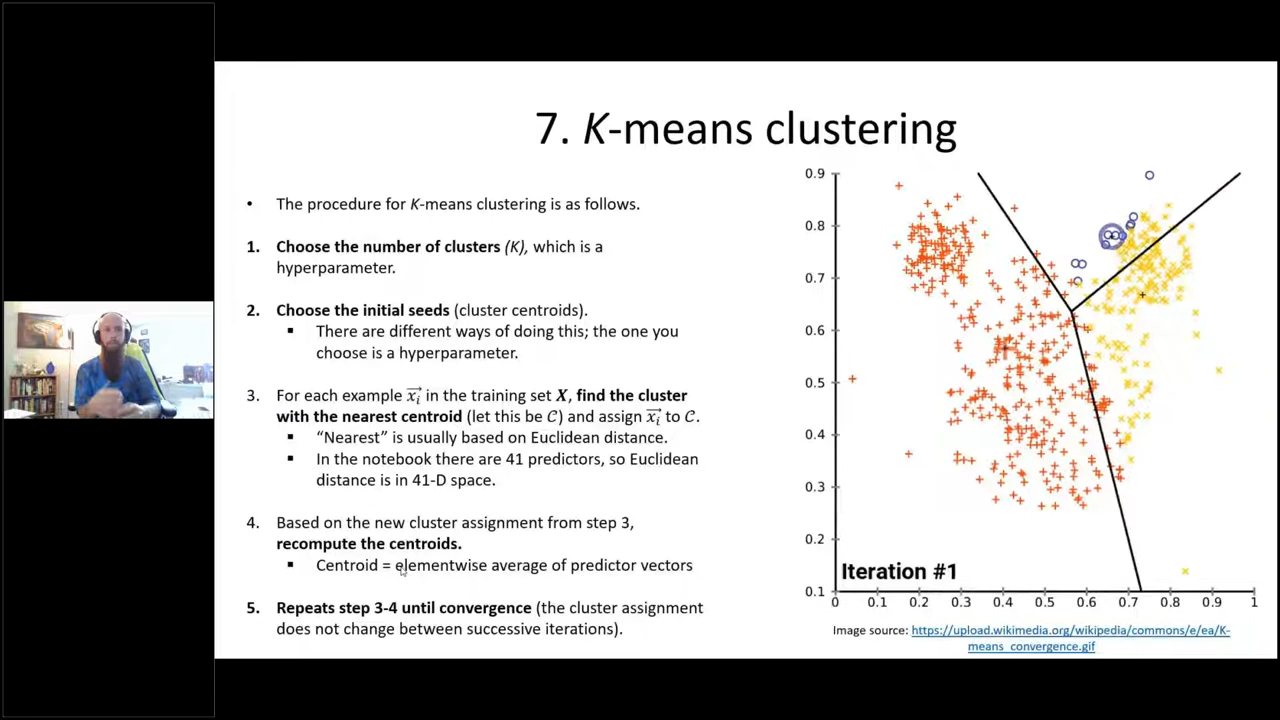 7. K-means clustering
• The procedure for K-means clustering is as follows.
1. Choose the number of clusters (K), which is a
hyperparameter.
2. Choose the initial seeds (cluster centroids).
▪ There are different ways of doing this; the one you
choose is a hyperparameter.
3. For each example x⃗ᵢ in the training set X, find the cluster
with the nearest centroid (let this be 𝒞) and assign x⃗ᵢ to 𝒞.
▪ “Nearest” is usually based on Euclidean distance.
▪ In the notebook there are 41 predictors, so Euclidean
distance is in 41-D space.
4. Based on the new cluster assignment from step 3,
recompute the centroids.
▪ Centroid = elementwise average of predictor vectors
5. Repeats step 3-4 until convergence (the cluster assignment
does not change between successive iterations).
0.9
0.8
0.7
0.6
0.5
0.4
0.3
0.2
0.1
Iteration #1
0 0.1 0.2 0.3 0.4 0.5 0.6 0.7 0.8 0.9 1
Image source: https://upload.wikimedia.org/wikipedia/commons/e/ea/K-
means_convergence.gif